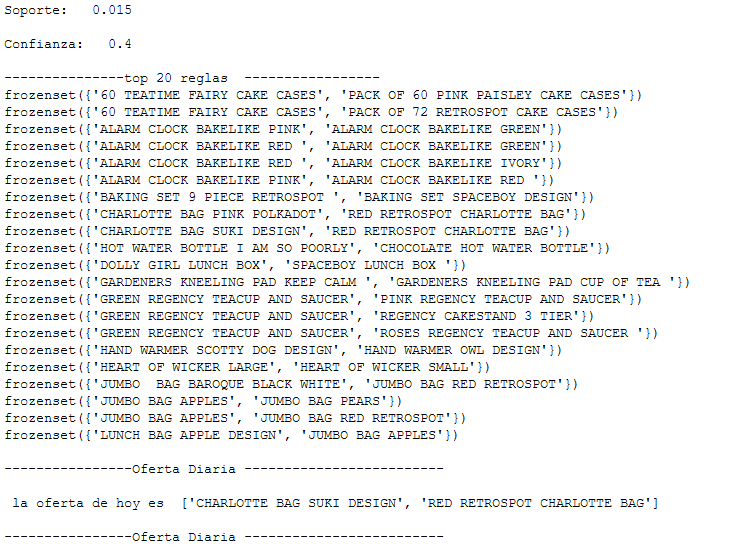 Soporte:   0.015
Confianza:   0.4
---------------top 20 reglas  -----------------
frozenset({'60 TEATIME FAIRY CAKE CASES', 'PACK OF 60 PINK PAISLEY CAKE CASES'})
frozenset({'60 TEATIME FAIRY CAKE CASES', 'PACK OF 72 RETROSPOT CAKE CASES'})
frozenset({'ALARM CLOCK BAKELIKE PINK', 'ALARM CLOCK BAKELIKE GREEN'})
frozenset({'ALARM CLOCK BAKELIKE RED ', 'ALARM CLOCK BAKELIKE GREEN'})
frozenset({'ALARM CLOCK BAKELIKE RED ', 'ALARM CLOCK BAKELIKE IVORY'})
frozenset({'ALARM CLOCK BAKELIKE PINK', 'ALARM CLOCK BAKELIKE RED '})
frozenset({'BAKING SET 9 PIECE RETROSPOT ', 'BAKING SET SPACEBOY DESIGN'})
frozenset({'CHARLOTTE BAG PINK POLKADOT', 'RED RETROSPOT CHARLOTTE BAG'})
frozenset({'CHARLOTTE BAG SUKI DESIGN', 'RED RETROSPOT CHARLOTTE BAG'})
frozenset({'HOT WATER BOTTLE I AM SO POORLY', 'CHOCOLATE HOT WATER BOTTLE'})
frozenset({'DOLLY GIRL LUNCH BOX', 'SPACEBOY LUNCH BOX '})
frozenset({'GARDENERS KNEELING PAD KEEP CALM ', 'GARDENERS KNEELING PAD CUP OF TEA '})
frozenset({'GREEN REGENCY TEACUP AND SAUCER', 'PINK REGENCY TEACUP AND SAUCER'})
frozenset({'GREEN REGENCY TEACUP AND SAUCER', 'REGENCY CAKESTAND 3 TIER'})
frozenset({'GREEN REGENCY TEACUP AND SAUCER', 'ROSES REGENCY TEACUP AND SAUCER '})
frozenset({'HAND WARMER SCOTTY DOG DESIGN', 'HAND WARMER OWL DESIGN'})
frozenset({'HEART OF WICKER LARGE', 'HEART OF WICKER SMALL'})
frozenset({'JUMBO  BAG BAROQUE BLACK WHITE', 'JUMBO BAG RED RETROSPOT'})
frozenset({'JUMBO BAG APPLES', 'JUMBO BAG PEARS'})
frozenset({'JUMBO BAG APPLES', 'JUMBO BAG RED RETROSPOT'})
frozenset({'LUNCH BAG APPLE DESIGN', 'JUMBO BAG APPLES'})
----------------Oferta Diaria -------------------------
la oferta de hoy es  ['CHARLOTTE BAG SUKI DESIGN', 'RED RETROSPOT CHARLOTTE BAG']
----------------Oferta Diaria -------------------------